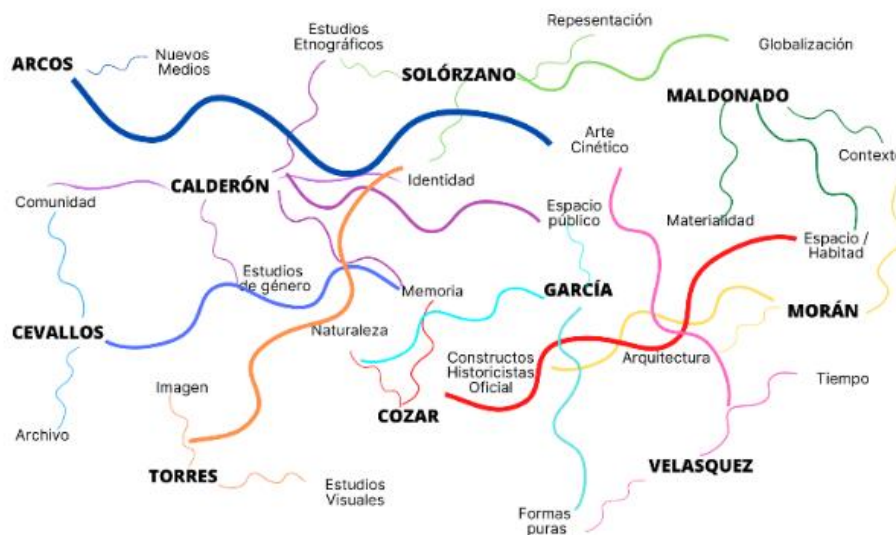 Estudios
Etnográficos
Repesentación
Globalización
ARCOS
Nuevos
Medios
SOLÓRZANO
MALDONADO
Arte
Cinético
Contexto
CALDERÓN
Identidad
Comunidad
Espacio
público
Materialidad
Espacio /
Habitad
Estudios
de género
Memoria
GARCÍA
MORÁN
CEVALLOS
Naturaleza
Constructos
Historicistas
Oficial
Arquitectura
Imagen
Tiempo
COZAR
Archivo
TORRES
Estudios
Visuales
VELASQUEZ
Formas
puras